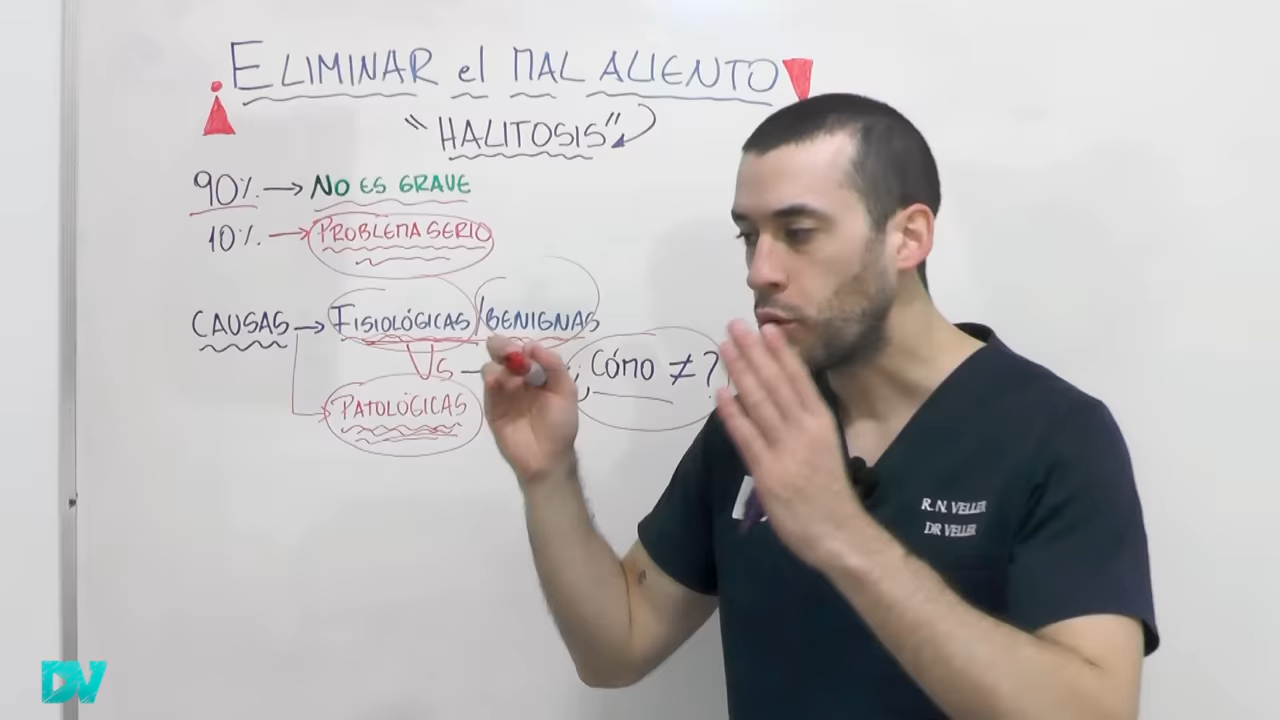 ¡ELIMINAR el MAL ALIENTO!
"HALITOSIS"
90% → NO ES GRAVE
10% → PROBLEMA SERIO
CAUSAS → FISIOLÓGICAS / BENIGNAS
VS
¿CÓMO ≠ ?
PATOLÓGICAS
R.N. VELLER
DR VELLER
DV